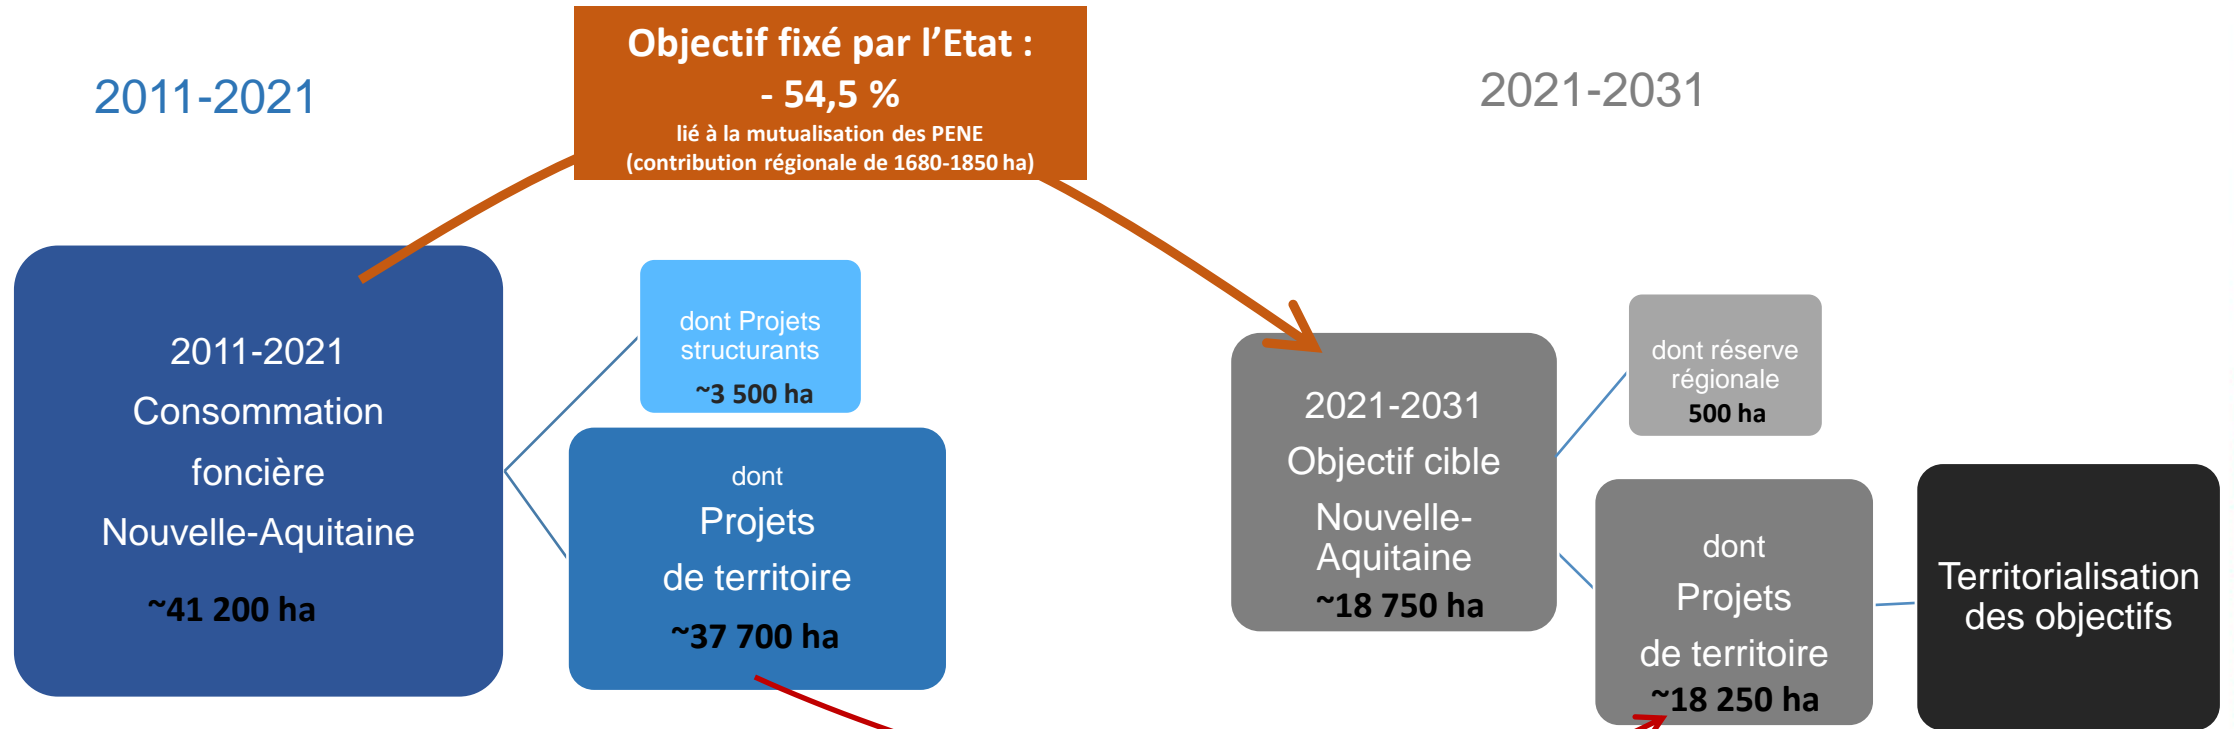 Objectif fixé par l’Etat :
- 54,5 %
lié à la mutualisation des PENE
(contribution régionale de 1680-1850 ha)
2011-2021
2021-2031
2011-2021
Consommation
foncière
Nouvelle-Aquitaine
~41 200 ha
dont Projets
structurants
~3 500 ha
dont
Projets
de territoire
~37 700 ha
2021-2031
Objectif cible
Nouvelle-
Aquitaine
~18 750 ha
dont réserve
régionale
500 ha
dont
Projets
de territoire
~18 250 ha
Territorialisation
des objectifs